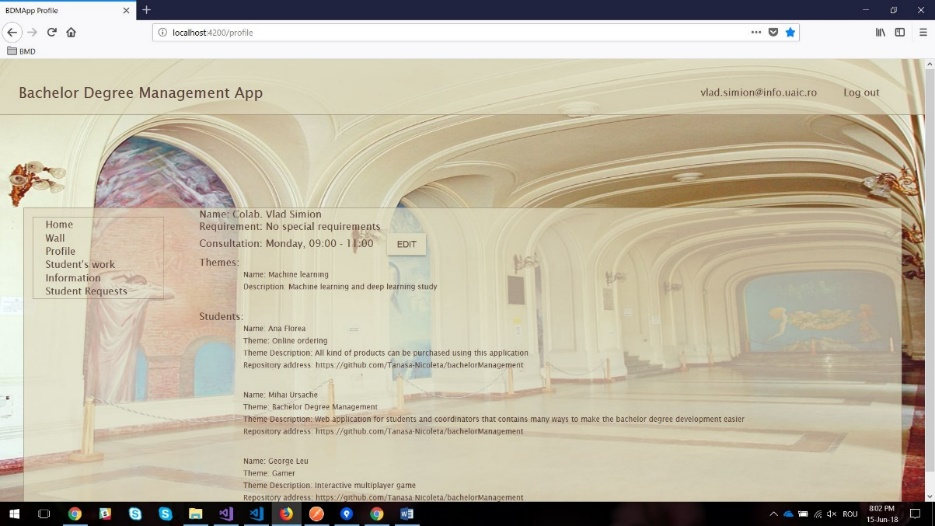 BDMApp Profile
localhost:4200/profile
BMD
Bachelor Degree Management App
vlad.simion@info.uaic.ro
Log out
Home
Wall
Profile
Student's work
Information
Student Requests
Name: Colab. Vlad Simion
Requirement: No special requirements
Consultation: Monday, 09:00 - 11:00
EDIT
Themes:
Name: Machine learning
Description: Machine learning and deep learning study
Students:
Name: Ana Florea
Theme: Online ordering
Theme Description: All kind of products can be purchased using this application
Repository address: https://github.com/Tanasa-Nicoleta/bachelorManagement
Name: Mihai Ursache
Theme: Bachelor Degree Management
Theme Description: Web application for students and coordinators that contains many ways to make the bachelor degree development easier
Repository address: https://github.com/Tanasa-Nicoleta/bachelorManagement
Name: George Leu
Theme: Gamer
Theme Description: Interactive multiplayer game
Repository address: https://github.com/Tanasa-Nicoleta/bachelorManagement
ROU
8:02 PM
15-Jun-18